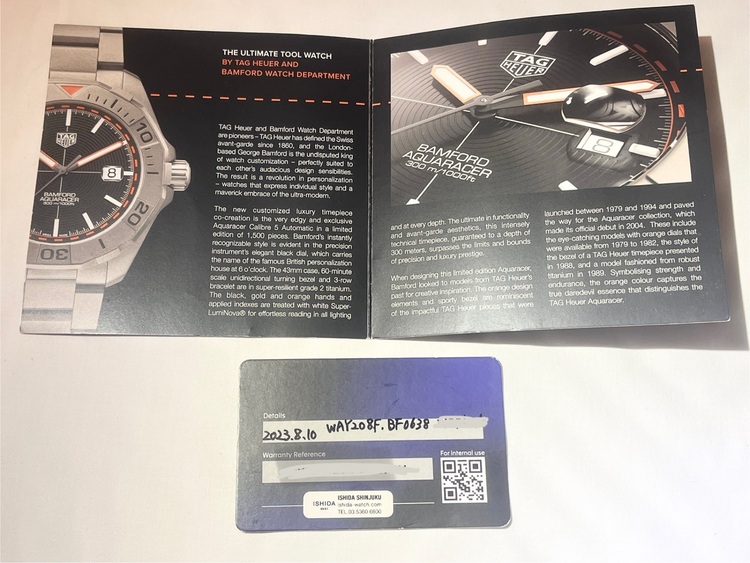 THE ULTIMATE TOOL WATCH
BY TAG HEUER AND
BAMFORD WATCH DEPARTMENT
TAG Heuer and Bamford Watch Department
are pioneers – TAG Heuer has defined the Swiss
avant-garde since 1860, and the London-
based George Bamford is the undisputed king
of watch customization – perfectly suited to
each other's audacious design sensibilities.
The result is a revolution in personalization
– watches that express individual style and a
maverick embrace of the ultra-modern.
The new customized luxury timepiece
co-creation is the very edgy and exclusive
Aquaracer Calibre 5 Automatic in a limited
edition of 1,500 pieces. Bamford's instantly
recognizable style is evident in the precision
instrument's elegant black dial, which carries
the name of the famous British personalization
house at 6 o'clock. The 43mm case, 60-minute
scale unidirectional turning bezel and 3-row
bracelet are in super-resilient grade 2 titanium.
The black, gold and orange hands and
applied indexes are treated with white Super-
LumiNova® for effortless reading in all lighting
10
20
30
TAG
HEUER
8
BAMFORD
AQUARACER
300 m/1000ft
TAG
HEUER
8
BAMFORD
AQUARACER
300 m/1000ft
and at every depth. The ultimate in functionality
and avant-garde aesthetics, this intensely
technical timepiece, guaranteed to a depth of
300 meters, surpasses the limits and bounds
of precision and luxury prestige.
When designing this limited edition Aquaracer,
Bamford looked to models from TAG Heuer's
past for creative inspiration. The orange design
elements and sporty bezel are reminiscent
of the impactful TAG Heuer pieces that were
launched between 1979 and 1994 and paved
the way for the Aquaracer collection, which
made its official debut in 2004. These include
the eye-catching models with orange dials that
were available from 1979 to 1982, the style of
the bezel of a TAG Heuer timepiece presented
in 1988, and a model fashioned from robust
titanium in 1989. Symbolising strength and
endurance, the orange colour captures the
true daredevil essence that distinguishes the
TAG Heuer Aquaracer.
Details
2023.8.10 WAY208F.BF0638
Warranty Reference
For internal use
ISHIDA
ISHIDA SHINJUKU
ishida-watch.com
TEL.03 5360 6800